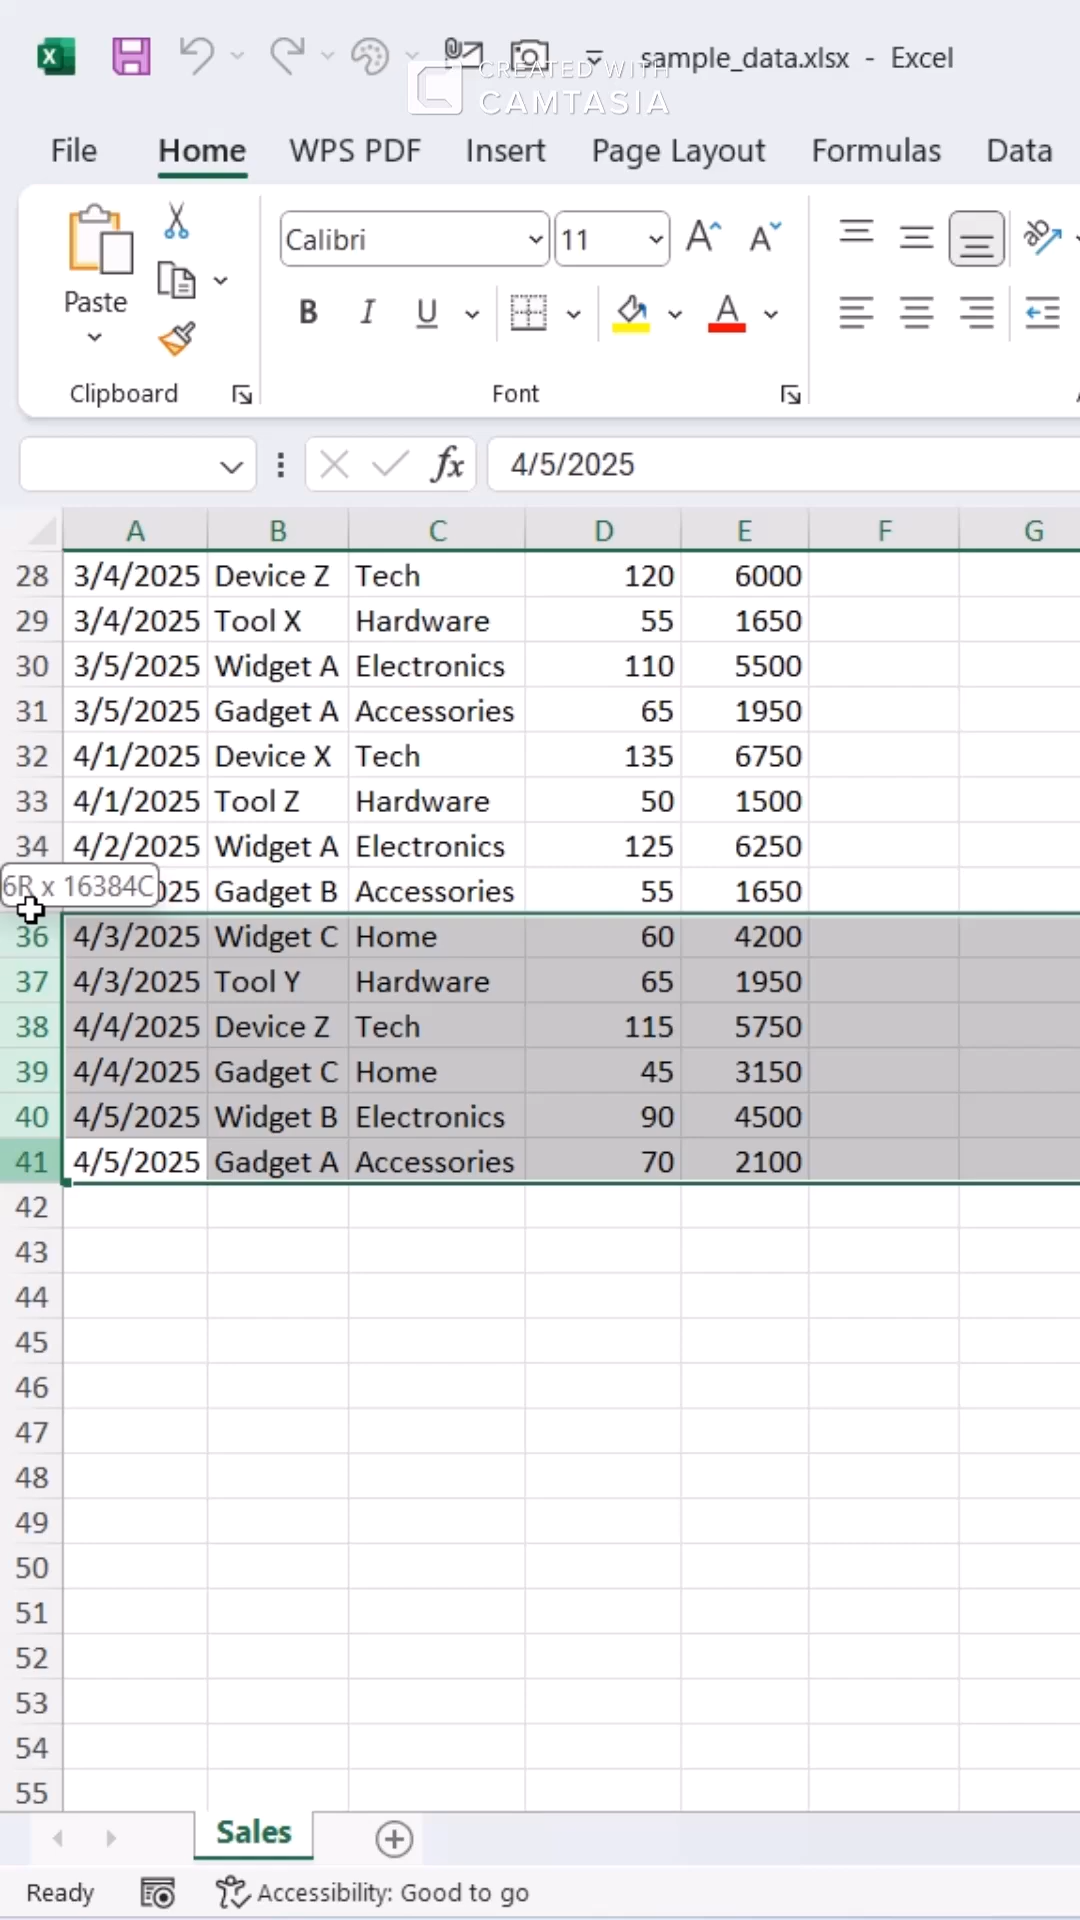 sample_data.xlsx - Excel
CREATED WITH
CAMTASIA
File Home WPS PDF Insert Page Layout Formulas Data
Paste
Calibri 11
B I U A
Clipboard Font
fx 4/5/2025
A B C D E F G
28 3/4/2025 Device Z Tech 120 6000
29 3/4/2025 Tool X Hardware 55 1650
30 3/5/2025 Widget A Electronics 110 5500
31 3/5/2025 Gadget A Accessories 65 1950
32 4/1/2025 Device X Tech 135 6750
33 4/1/2025 Tool Z Hardware 50 1500
34 4/2/2025 Widget A Electronics 125 6250
6R x 16384C 025 Gadget B Accessories 55 1650
36 4/3/2025 Widget C Home 60 4200
37 4/3/2025 Tool Y Hardware 65 1950
38 4/4/2025 Device Z Tech 115 5750
39 4/4/2025 Gadget C Home 45 3150
40 4/5/2025 Widget B Electronics 90 4500
41 4/5/2025 Gadget A Accessories 70 2100
42
43
44
45
46
47
48
49
50
51
52
53
54
55
Sales
Ready Accessibility: Good to go